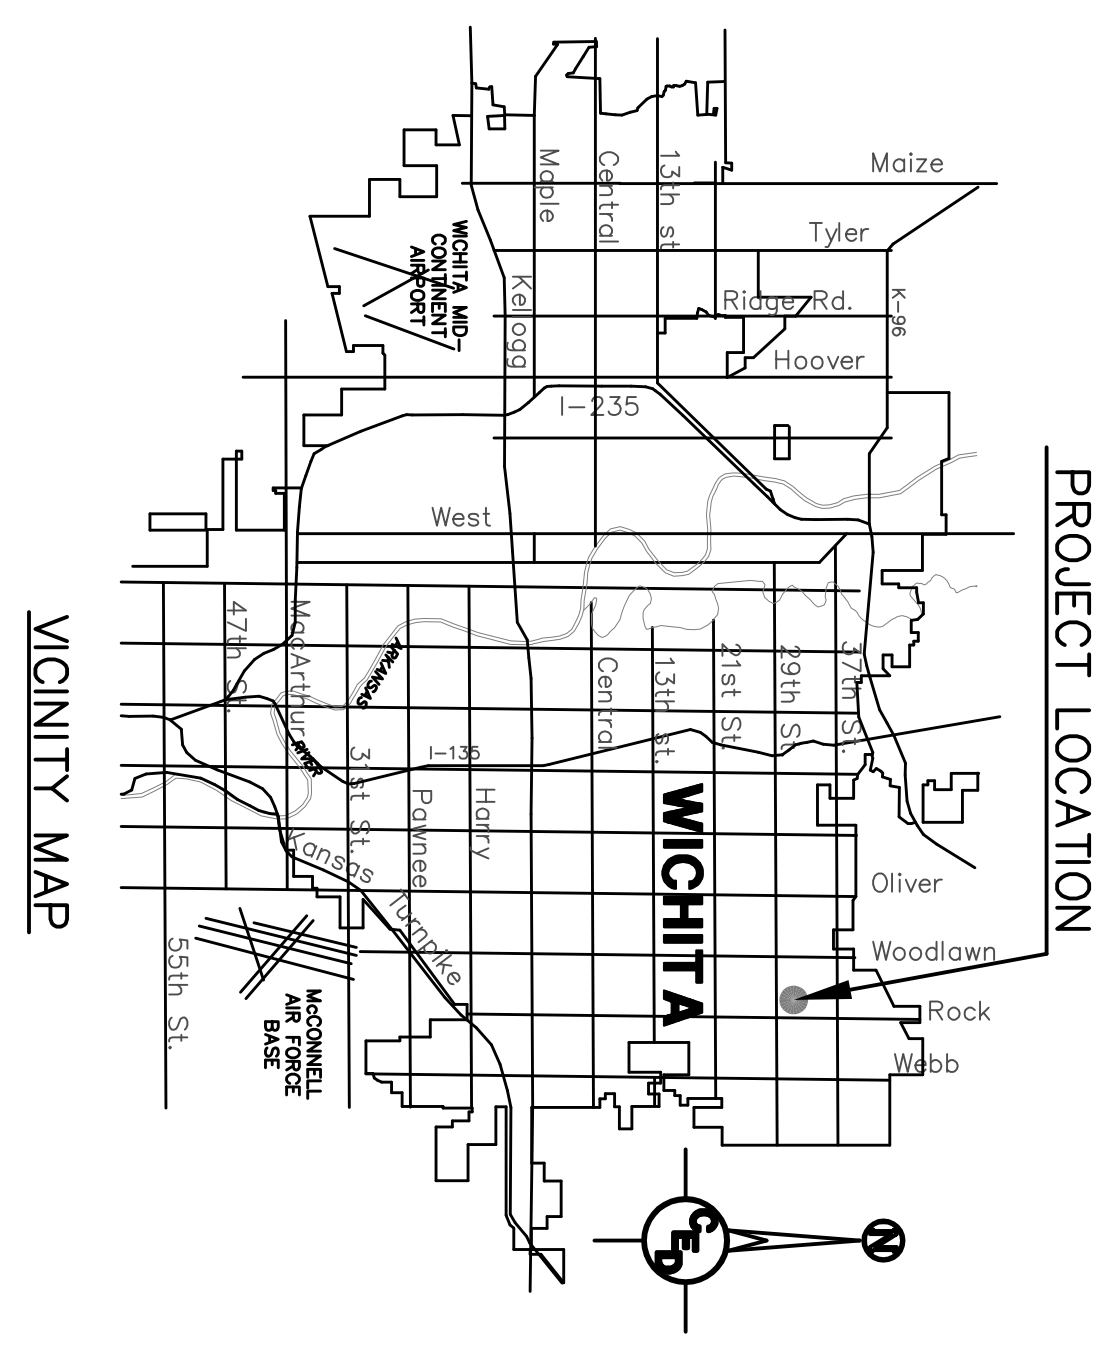 PROJECT LOCATION
Maize
Tyler
Ridge Rd.
K-96
Hoover
Maple
Central
13th st
WICHITA MID-
CONTINENT
AIRPORT
Kellogg
I-235
West
47th St.
MacArthur
ARKANSAS
RIVER
31st St.
I-135
Pawnee
Harry
Central
13th st.
21st St.
29th St.
37th St.
WICHITA
Oliver
Woodlawn
Rock
Webb
Kansas Turnpike
55th St.
McCONNELL
AIR FORCE
BASE
CED
N
VICINITY MAP